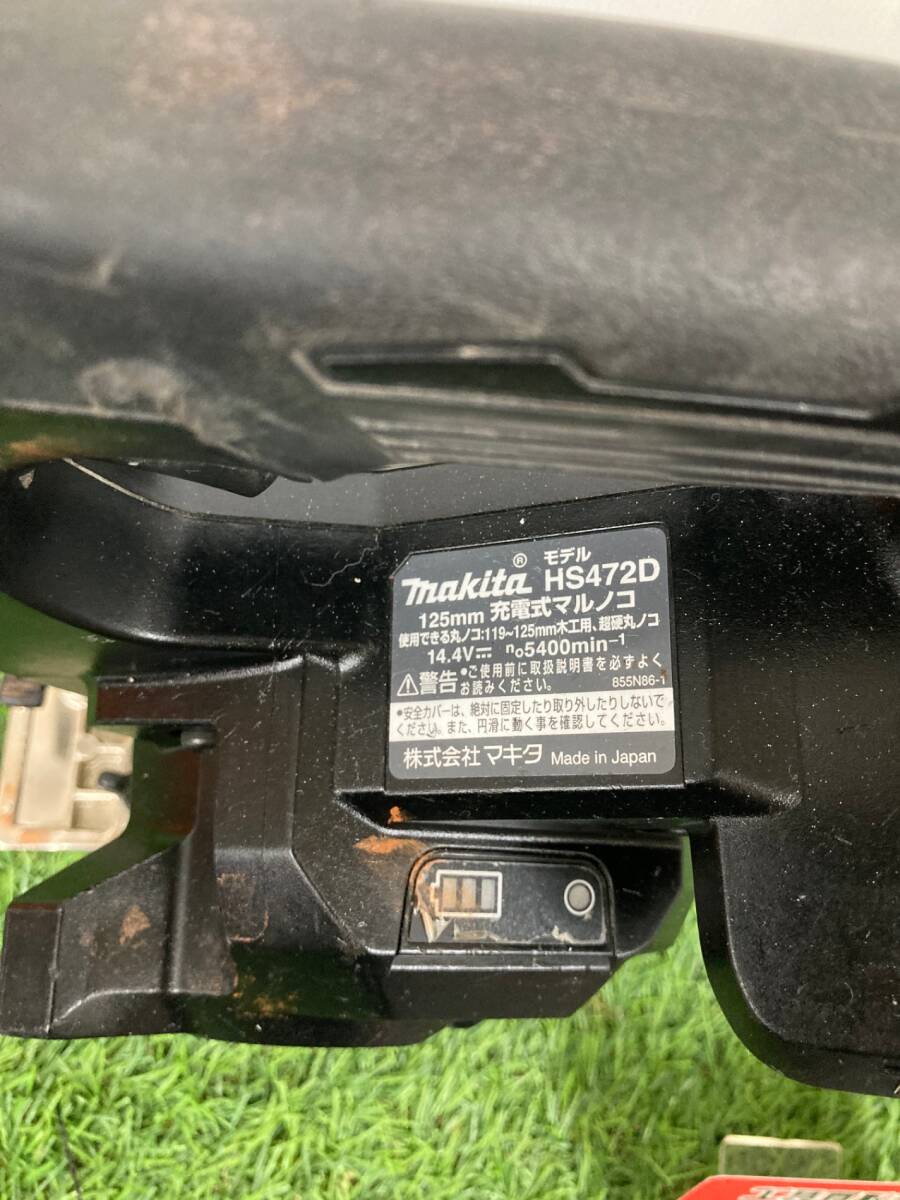 makita® モデル HS472D
125mm 充電式マルノコ
使用できる丸ノコ:119~125mm木工用、超硬丸ノコ
14.4V⎓ n₀5400min⁻¹
⚠警告 •ご使用前に取扱説明書を必ずよく
お読みください。 855N86-1
•安全カバーは、絶対に固定したり取り外したりしないで
ください。また、円滑に動く事を確認してください。
株式会社マキタ Made in Japan